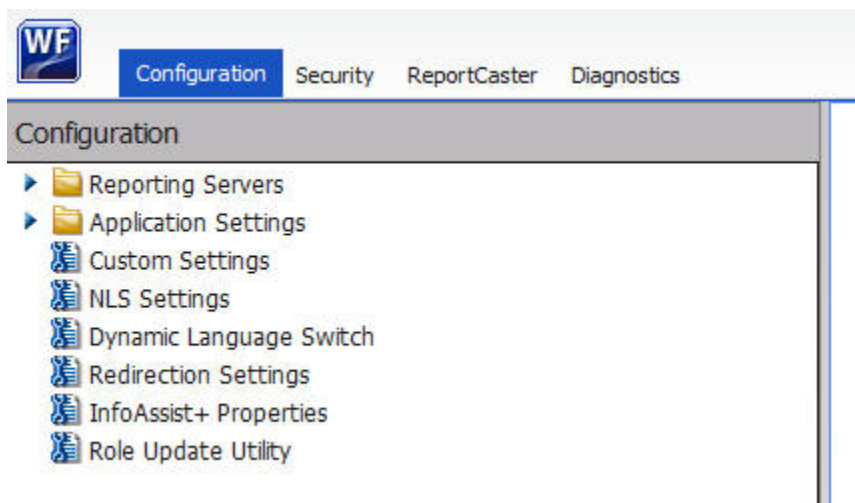 WF
Configuration Security ReportCaster Diagnostics
Configuration
Reporting Servers
Application Settings
Custom Settings
NLS Settings
Dynamic Language Switch
Redirection Settings
InfoAssist+ Properties
Role Update Utility